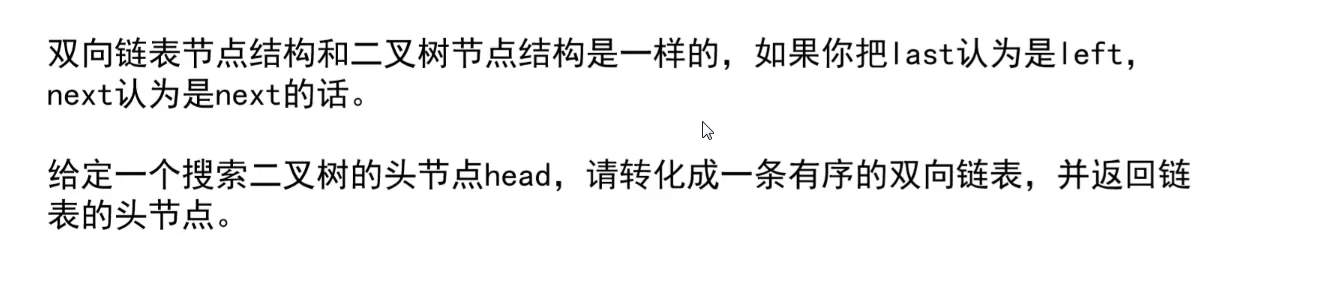 双向链表节点结构和二叉树节点结构是一样的，如果你把last认为是left，
next认为是next的话。
给定一个搜索二叉树的头节点head，请转化成一条有序的双向链表，并返回链
表的头节点。